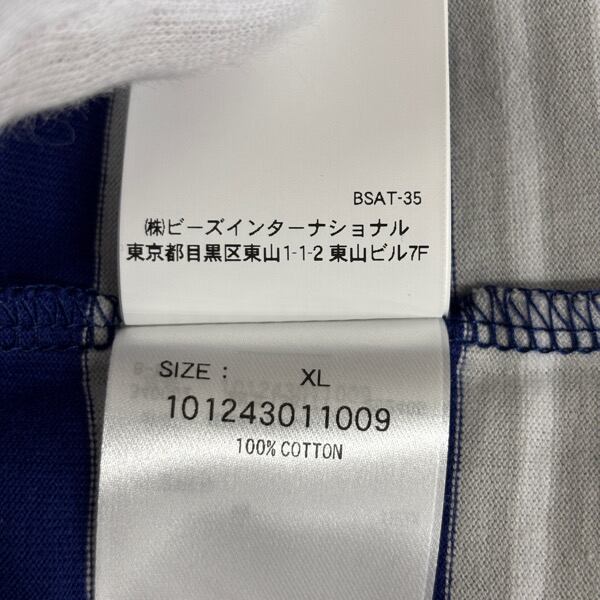 BSAT-35
㈱ビーズインターナショナル
東京都目黒区東山1-1-2 東山ビル7F
SIZE : XL
101243011009
100% COTTON